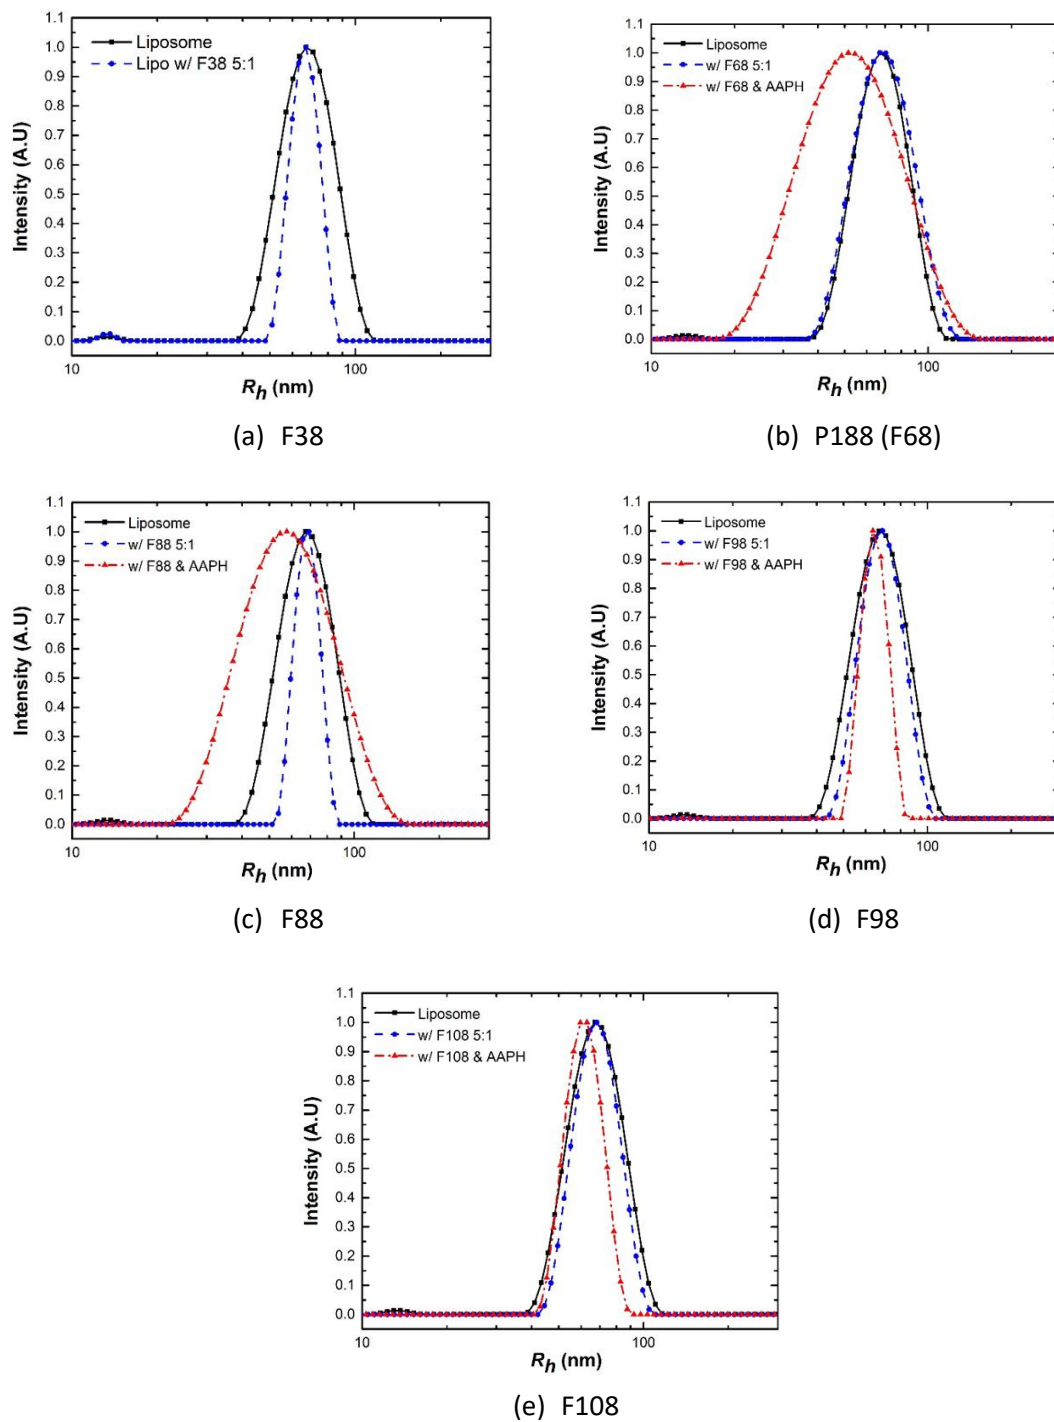 1.1
1.0
0.9
0.8
0.7
0.6
0.5
0.4
0.3
0.2
0.1
0.0
Intensity (A.U)
Liposome
Lipo w/ F38 5:1
10
100
Rh (nm)
(a) F38
1.1
1.0
0.9
0.8
0.7
0.6
0.5
0.4
0.3
0.2
0.1
0.0
Intensity (A.U)
Liposome
w/ F68 5:1
w/ F68 & AAPH
10
100
Rh (nm)
(b) P188 (F68)
1.1
1.0
0.9
0.8
0.7
0.6
0.5
0.4
0.3
0.2
0.1
0.0
Intensity (A.U)
Liposome
w/ F88 5:1
w/ F88 & AAPH
10
100
Rh (nm)
(c) F88
1.1
1.0
0.9
0.8
0.7
0.6
0.5
0.4
0.3
0.2
0.1
0.0
Intensity (A.U)
Liposome
w/ F98 5:1
w/ F98 & AAPH
10
100
Rh (nm)
(d) F98
1.1
1.0
0.9
0.8
0.7
0.6
0.5
0.4
0.3
0.2
0.1
0.0
Intensity (A.U)
Liposome
w/ F108 5:1
w/ F108 & AAPH
10
100
Rh (nm)
(e) F108